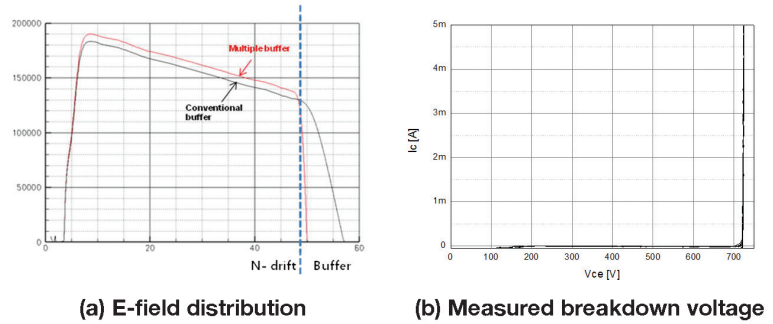 200000
150000
100000
50000
0
Multiple buffer
Conventional
buffer
0 20 40 60
N- drift Buffer
(a) E-field distribution
5m
4m
3m
2m
1m
0
Ic [A]
0 100 200 300 400 500 600 700
Vce [V]
(b) Measured breakdown voltage